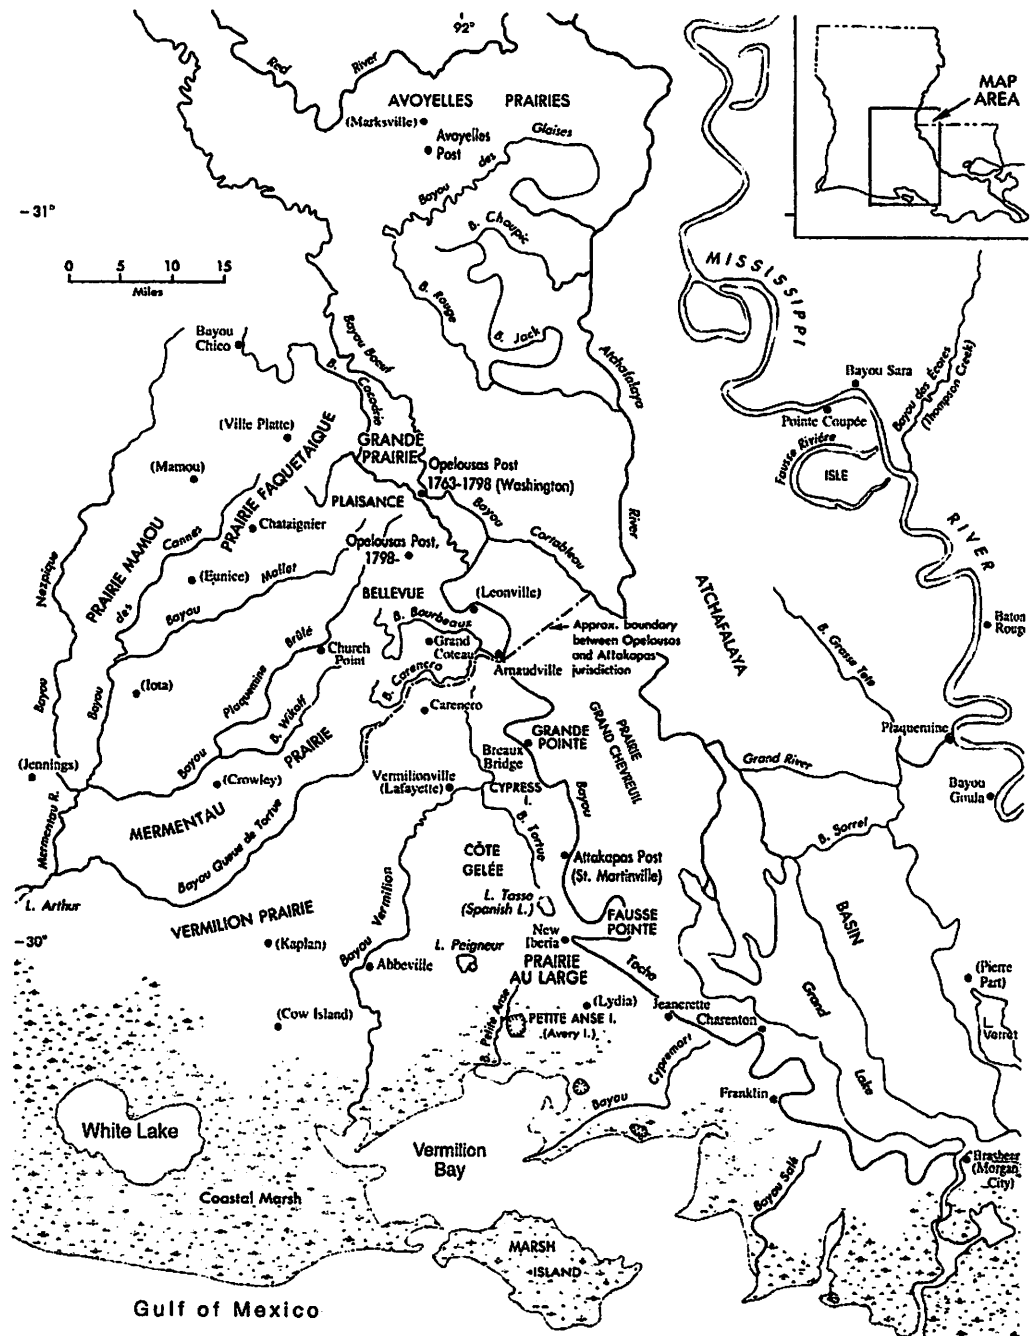 92°
Red
River
AVOYELLES PRAIRIES
(Marksville)
Avoyelles
Post
Bayou
des
Glaises
MAP
AREA
-31°
B. Choupic
MISSISSIPPI
0 5 10 15
Miles
B. Rouge
B. Jack
Bayou
Chico
Bayou Boeuf
B.
Cocodrie
Atchafalaya
Bayou Sara
Pointe Coupée
Bayou des Écores
(Thompson Creek)
(Ville Platte)
GRANDE
PRAIRIE
Fausse Riviére
ISLE
(Mamou)
PRAIRIE FAQUETAIQUE
Opelousas Post
1763-1798 (Washington)
PLAISANCE
Bayou
Cortableau
River
RIVER
Chataignier
Cannes
Opelousas Post,
1798-
PRAIRIE MAMOU
Nezpique
(Eunice)
Mallet
des
Bayou
BELLEVUE
(Leonville)
ATCHAFALAYA
B. Bourbeaux
Approx. boundary
between Opelousas
and Attakapas
jurisdiction
Baton
Roug
B. Grosse Tete
Brûlé
Church
Point
Grand
Coteau
Arnaudville
B. Carencro
(Iota)
Plaquemine
B. Wikoff
Carencro
Bayou
Bayou
Bayou
PRAIRIE
GRANDE
POINTE
PRAIRIE
GRAND CHEVREUIL
Plaquemine
Breaux
Bridge
Grand River
(Jennings)
(Crowley)
Vermilionville
(Lafayette)
CYPRESS
I.
Bayou
Bayou
Goula
MERMENTAU
Mermentau R.
Bayou Queue de Tortue
B. Tortue
B. Sorrel
CÔTE
GELÉE
Attakapas Post
(St. Martinville)
L. Arthur
Vermilion
L. Tasse
(Spanish L.)
FAUSSE
POINTE
BASIN
VERMILION PRAIRIE
-30°
(Kaplan)
Bayou
Abbeville
L. Peigneur
New
Iberia
PRAIRIE
AU LARGE
Teche
(Pierre
Part)
(Cow Island)
B. Petite Anse
(Lydia)
PETITE ANSE I.
(Avery I.)
Jeanerette
Charenton
Grand
Lake
L.
Verret
Cypremort
Bayou
Franklin
White Lake
Vermilion
Bay
Brashear
(Morgan
City)
Coastal Marsh
Bayou Salé
MARSH
ISLAND
Gulf of Mexico